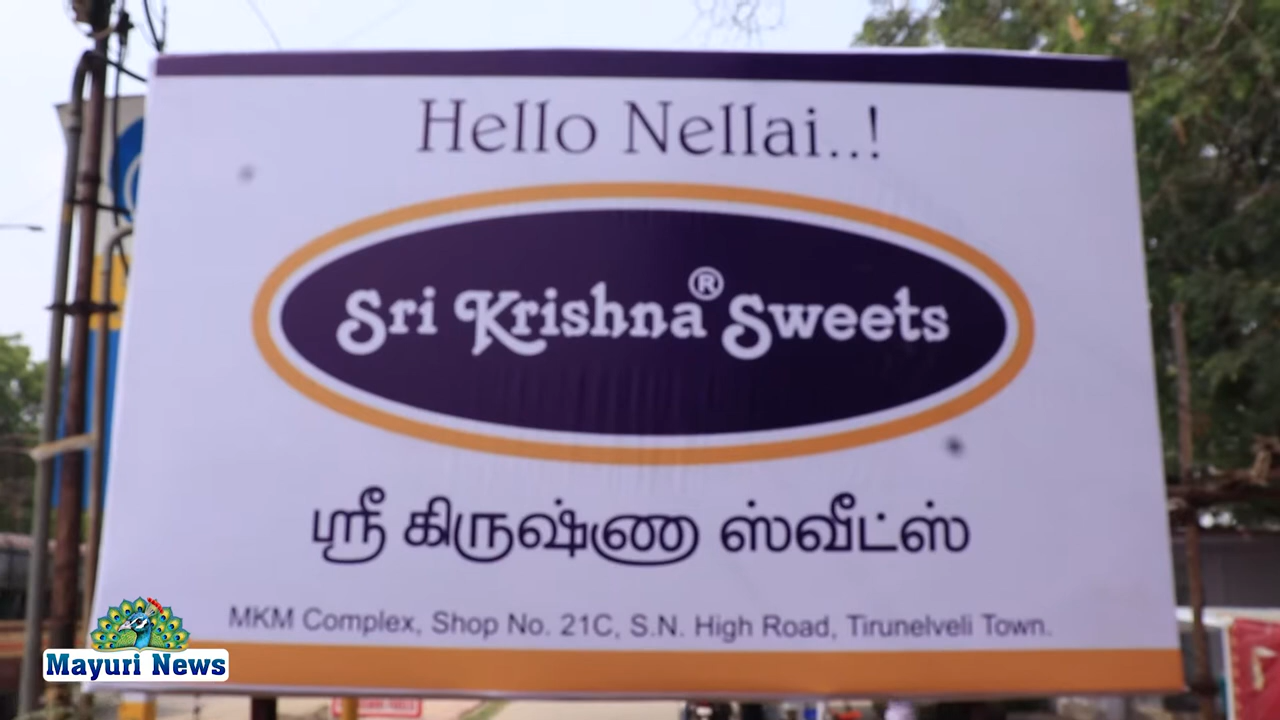 Hello Nellai..!
Sri Krishna® Sweets
ஸ்ரீ கிருஷ்ண ஸ்வீட்ஸ்
MKM Complex, Shop No. 21C, S.N. High Road, Tirunelveli Town.
Mayuri News